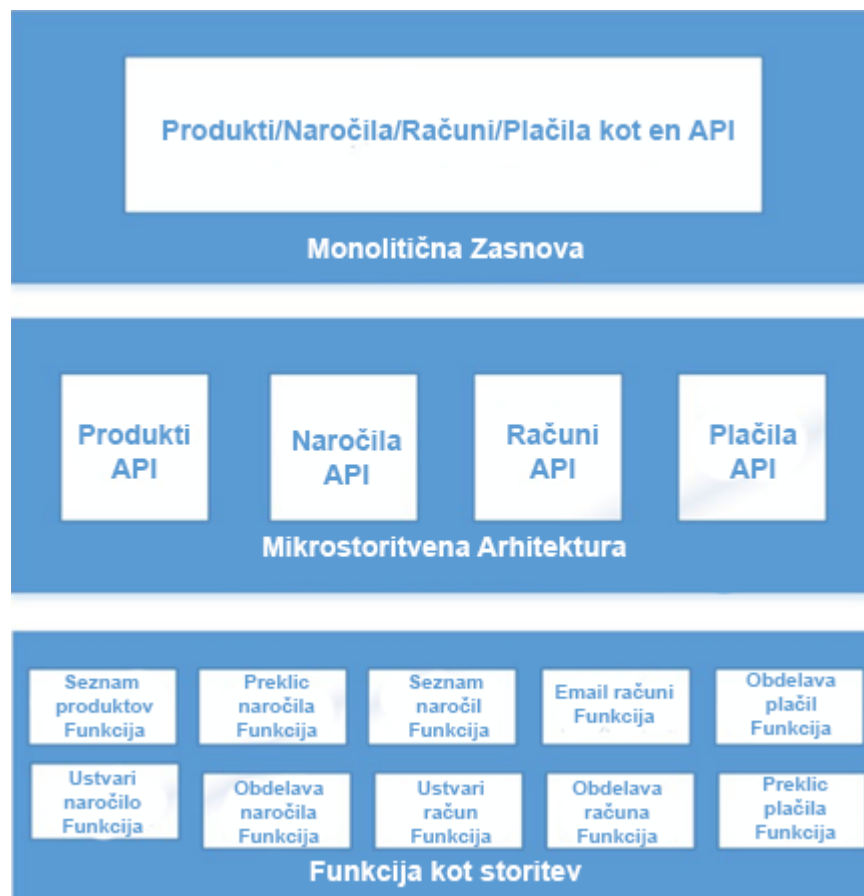 Produkti/Naročila/Računi/Plačila kot en API
Monolitična Zasnova
Produkti
API
Naročila
API
Računi
API
Plačila
API
Mikrostoritvena Arhitektura
Seznam
produktov
Funkcija
Preklic
naročila
Funkcija
Seznam
naročil
Funkcija
Email računi
Funkcija
Obdelava
plačil
Funkcija
Ustvari
naročilo
Funkcija
Obdelava
naročila
Funkcija
Ustvari
račun
Funkcija
Obdelava
računa
Funkcija
Preklic
plačila
Funkcija
Funkcija kot storitev